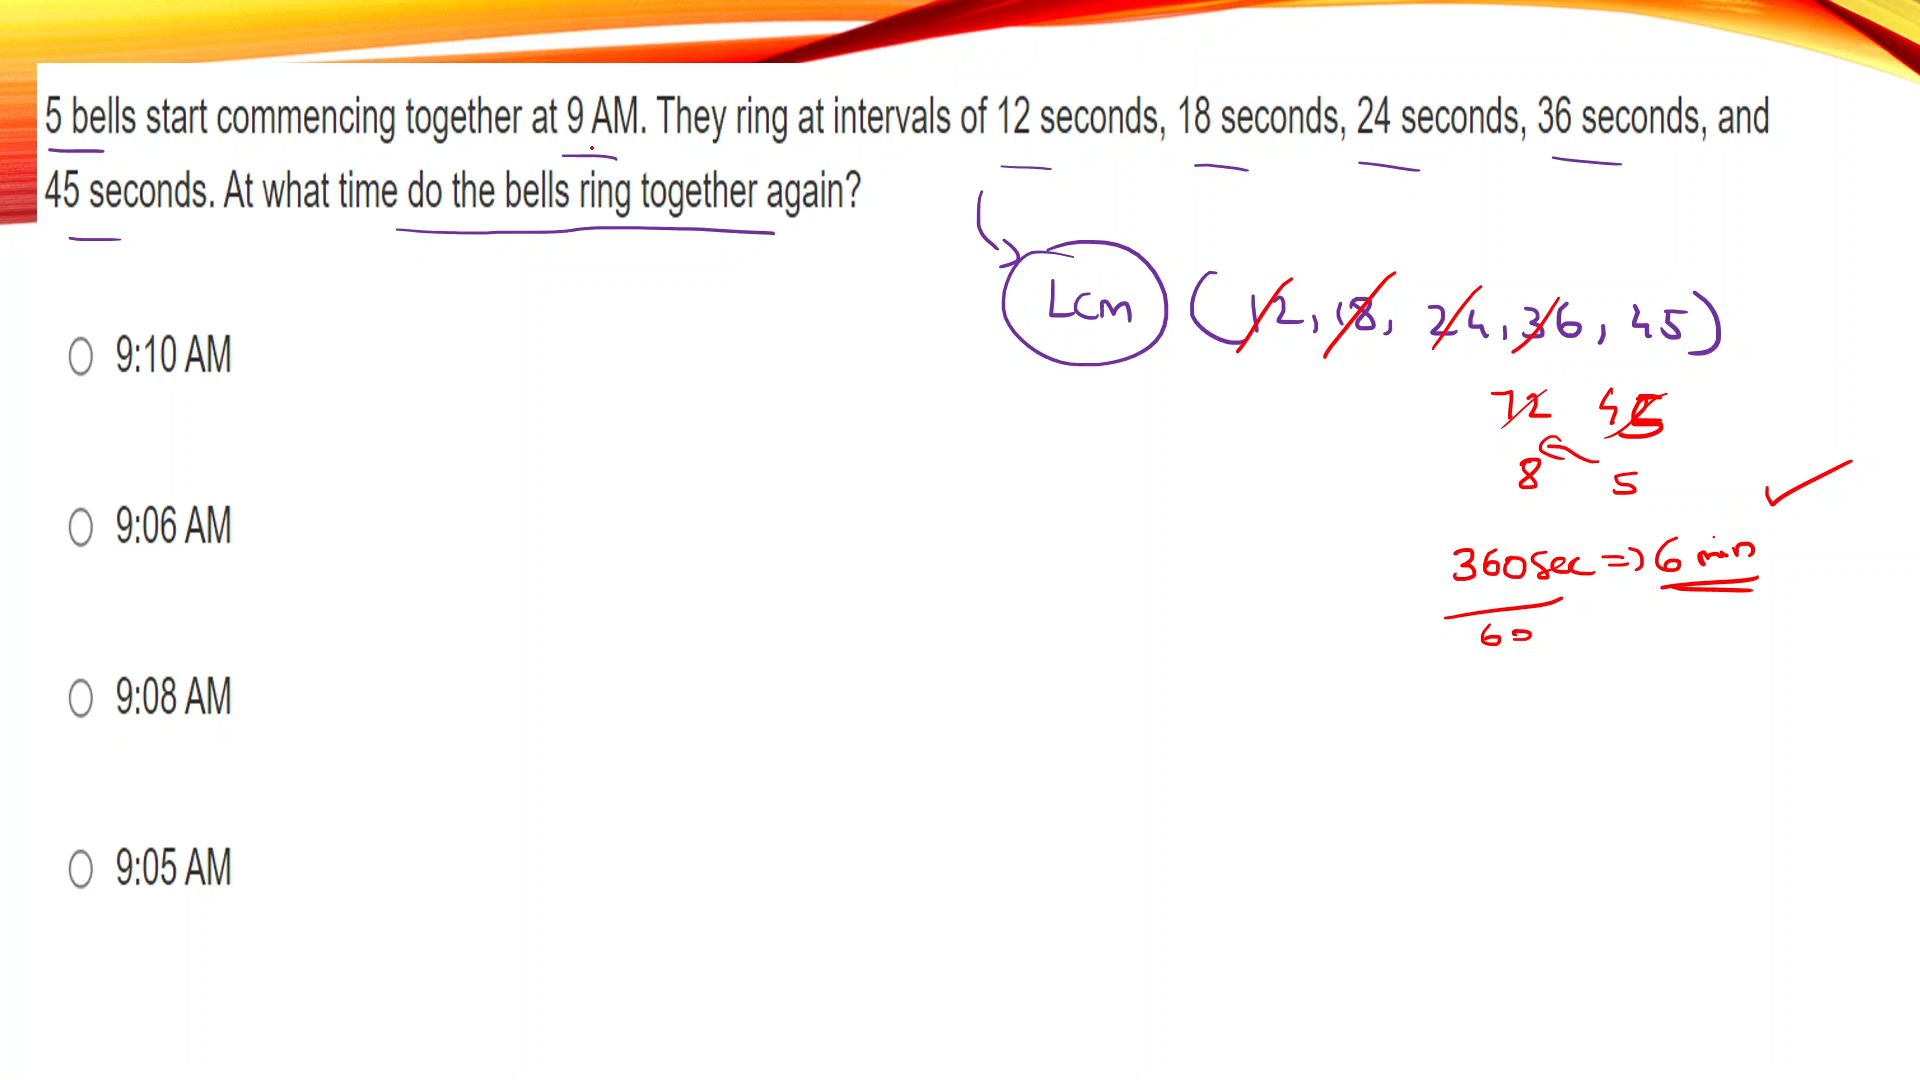 5 bells start commencing together at 9 AM. They ring at intervals of 12 seconds, 18 seconds, 24 seconds, 36 seconds, and
45 seconds. At what time do the bells ring together again?
Lcm (12, 18, 24, 36, 45)
9:10 AM
72 45
8 5
9:06 AM
360sec => 6 min
60
9:08 AM
9:05 AM